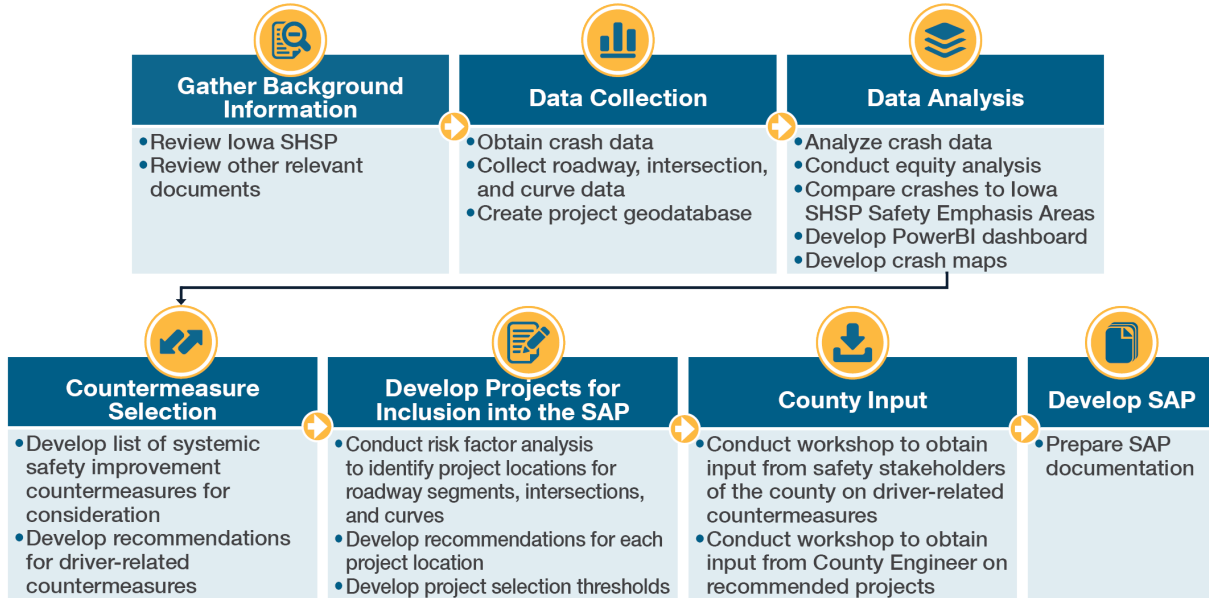 Gather Background
Information
• Review Iowa SHSP
• Review other relevant
documents
Data Collection
• Obtain crash data
• Collect roadway, intersection,
and curve data
• Create project geodatabase
Data Analysis
• Analyze crash data
• Conduct equity analysis
• Compare crashes to Iowa
SHSP Safety Emphasis Areas
• Develop PowerBI dashboard
• Develop crash maps
Countermeasure
Selection
• Develop list of systemic
safety improvement
countermeasures for
consideration
• Develop recommendations
for driver-related
countermeasures
Develop Projects for
Inclusion into the SAP
• Conduct risk factor analysis
to identify project locations for
roadway segments, intersections,
and curves
• Develop recommendations for each
project location
• Develop project selection thresholds
County Input
• Conduct workshop to obtain
input from safety stakeholders
of the county on driver-related
countermeasures
• Conduct workshop to obtain
input from County Engineer on
recommended projects
Develop SAP
• Prepare SAP
documentation